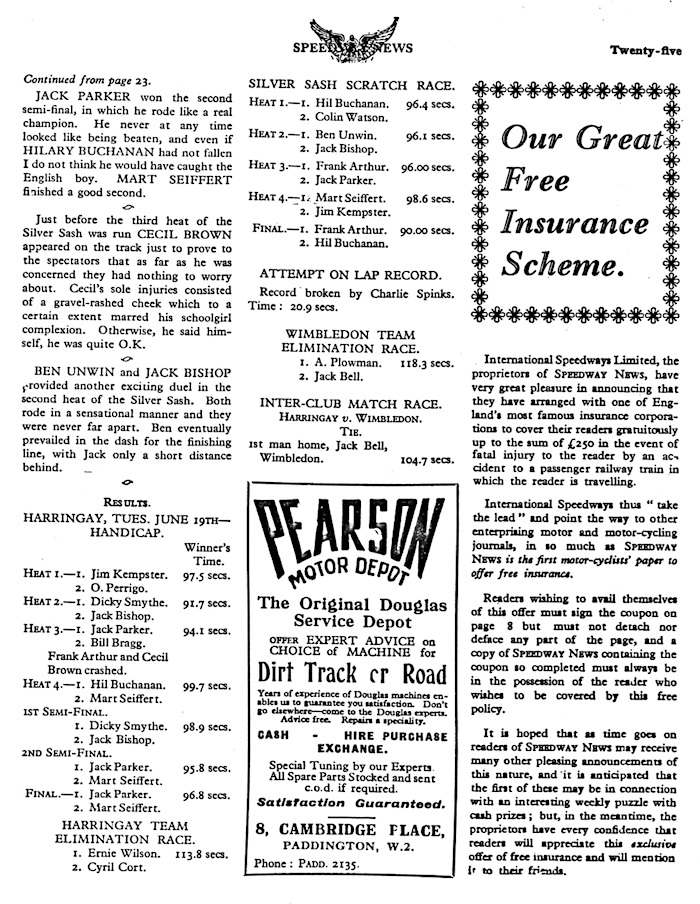 SPEEDWAY NEWS
Twenty-five
Continued from page 23.
JACK PARKER won the second
semi-final, in which he rode like a real
champion. He never at any time
looked like being beaten, and even if
HILARY BUCHANAN had not fallen
I do not think he would have caught the
English boy. MART SEIFFERT
finished a good second.
Just before the third heat of the
Silver Sash was run CECIL BROWN
appeared on the track just to prove to
the spectators that as far as he was
concerned they had nothing to worry
about. Cecil's sole injuries consisted
of a gravel-rashed cheek which to a
certain extent marred his schoolgirl
complexion. Otherwise, he said him-
self, he was quite O.K.
BEN UNWIN and JACK BISHOP
provided another exciting duel in the
second heat of the Silver Sash. Both
rode in a sensational manner and they
were never far apart. Ben eventually
prevailed in the dash for the finishing
line, with Jack only a short distance
behind.
RESULTS.
HARRINGAY, TUES. JUNE 19TH—
HANDICAP.
Winner's
Time.
HEAT 1.—1. Jim Kempster. 97.5 secs.
2. O. Perrigo.
HEAT 2.—1. Dicky Smythe. 91.7 secs.
2. Jack Bishop.
HEAT 3.—1. Jack Parker. 94.1 secs.
2. Bill Bragg.
Frank Arthur and Cecil
Brown crashed.
HEAT 4.—1. Hil Buchanan. 99.7 secs.
2. Mart Seiffert.
1ST SEMI-FINAL.
1. Dicky Smythe. 98.9 secs.
2. Jack Bishop.
2ND SEMI-FINAL.
1. Jack Parker. 95.8 secs.
2. Mart Seiffert.
FINAL.—1. Jack Parker. 96.8 secs.
2. Mart Seiffert.
HARRINGAY TEAM
ELIMINATION RACE.
1. Ernie Wilson. 113.8 secs.
2. Cyril Cort.
SILVER SASH SCRATCH RACE.
HEAT 1.—1. Hil Buchanan. 96.4 secs.
2. Colin Watson.
HEAT 2.—1. Ben Unwin. 96.1 secs.
2. Jack Bishop.
HEAT 3.—1. Frank Arthur. 96.00 secs.
2. Jack Parker.
HEAT 4.—1. Mart Seiffert. 98.6 secs.
2. Jim Kempster.
FINAL.—1. Frank Arthur. 90.00 secs.
2. Hil Buchanan.
ATTEMPT ON LAP RECORD.
Record broken by Charlie Spinks.
Time : 20.9 secs.
WIMBLEDON TEAM
ELIMINATION RACE.
1. A. Plowman. 118.3 secs.
2. Jack Bell.
INTER-CLUB MATCH RACE.
HARRINGAY v. WIMBLEDON.
TIE.
1st man home, Jack Bell,
Wimbledon. 104.7 secs.
PEARSON
MOTOR DEPOT
The Original Douglas
Service Depot
OFFER EXPERT ADVICE on
CHOICE of MACHINE for
Dirt Track or Road
Years of experience of Douglas machines en-
ables us to guarantee you satisfaction. Don't
go elsewhere—come to the Douglas experts.
Advice free. Repairs a speciality.
CASH - HIRE PURCHASE
EXCHANGE.
Special Tuning by our Experts
All Spare Parts Stocked and sent
c.o.d. if required.
Satisfaction Guaranteed.
8, CAMBRIDGE PLACE,
PADDINGTON, W.2.
Phone : PADD. 2135.
Our Great
Free
Insurance
Scheme.
International Speedways Limited, the
proprietors of SPEEDWAY NEWS, have
very great pleasure in announcing that
they have arranged with one of Eng-
land's most famous insurance corpora-
tions to cover their readers gratuitously
up to the sum of £250 in the event of
fatal injury to the reader by an ac-
cident to a passenger railway train in
which the reader is travelling.
International Speedways thus " take
the lead " and point the way to other
enterprising motor and motor-cycling
journals, in so much as SPEEDWAY
NEWS is the first motor-cyclists' paper to
offer free insurance.
Readers wishing to avail themselves
of this offer must sign the coupon on
page 8 but must not detach nor
deface any part of the page, and a
copy of SPEEDWAY NEWS containing the
coupon so completed must always be
in the possession of the reader who
wishes to be covered by this free
policy.
It is hoped that as time goes on
readers of SPEEDWAY NEWS may receive
many other pleasing announcements of
this nature, and it is anticipated that
the first of these may be in connection
with an interesting weekly puzzle with
cash prizes ; but, in the meantime, the
proprietors have every confidence that
readers will appreciate this exclusive
offer of free insurance and will mention
it to their friends.